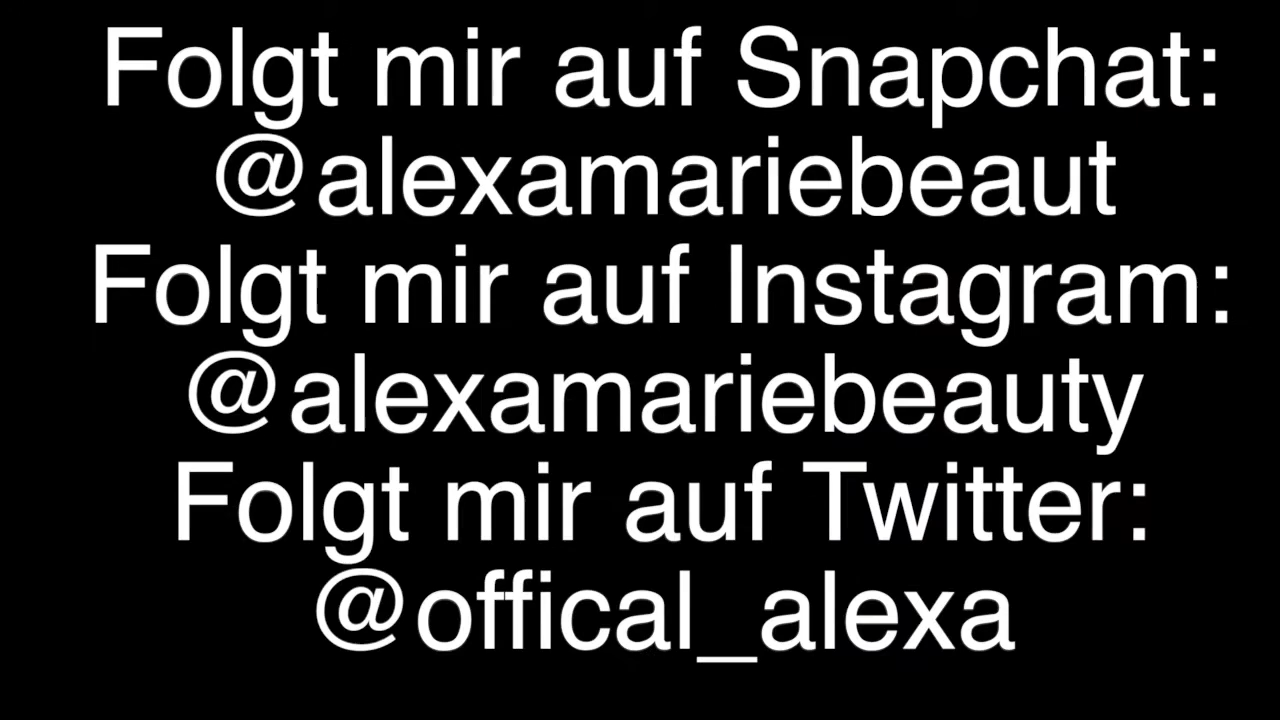 Folgt mir auf Snapchat:
@alexamariebeaut
Folgt mir auf Instagram:
@alexamariebeauty
Folgt mir auf Twitter:
@offical_alexa